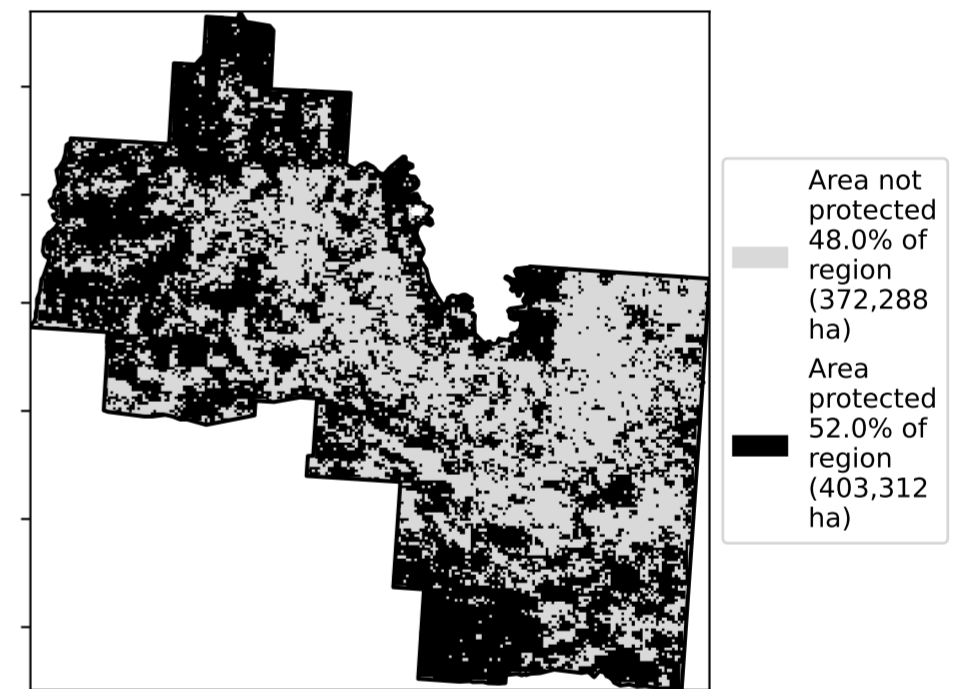 Area not
protected
48.0% of
region
(372,288
ha)
Area
protected
52.0% of
region
(403,312
ha)